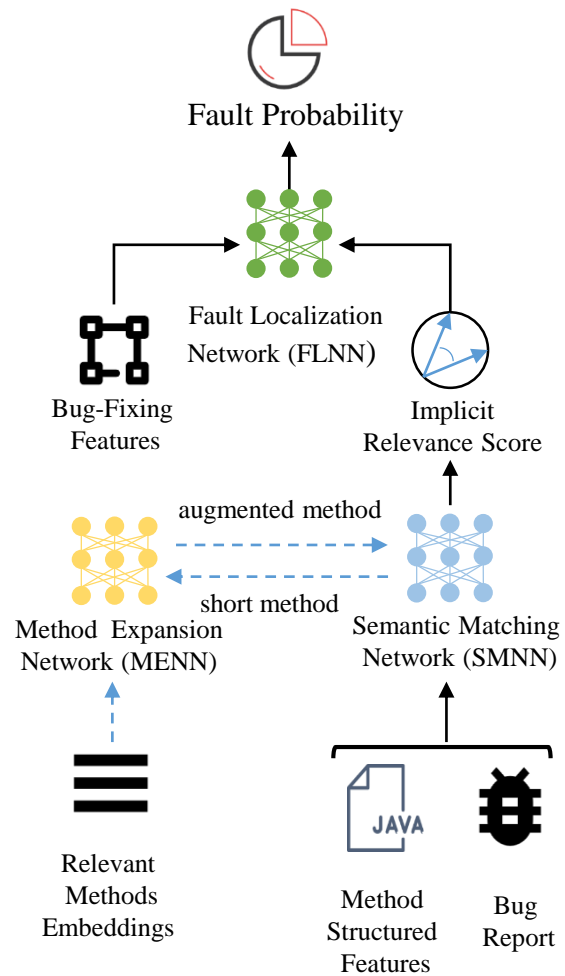 Fault Probability
Fault Localization
Network (FLNN)
Bug-Fixing
Features
Implicit
Relevance Score
augmented method
short method
Method Expansion
Network (MENN)
Semantic Matching
Network (SMNN)
JAVA
Relevant
Methods
Embeddings
Method
Structured
Features
Bug
Report